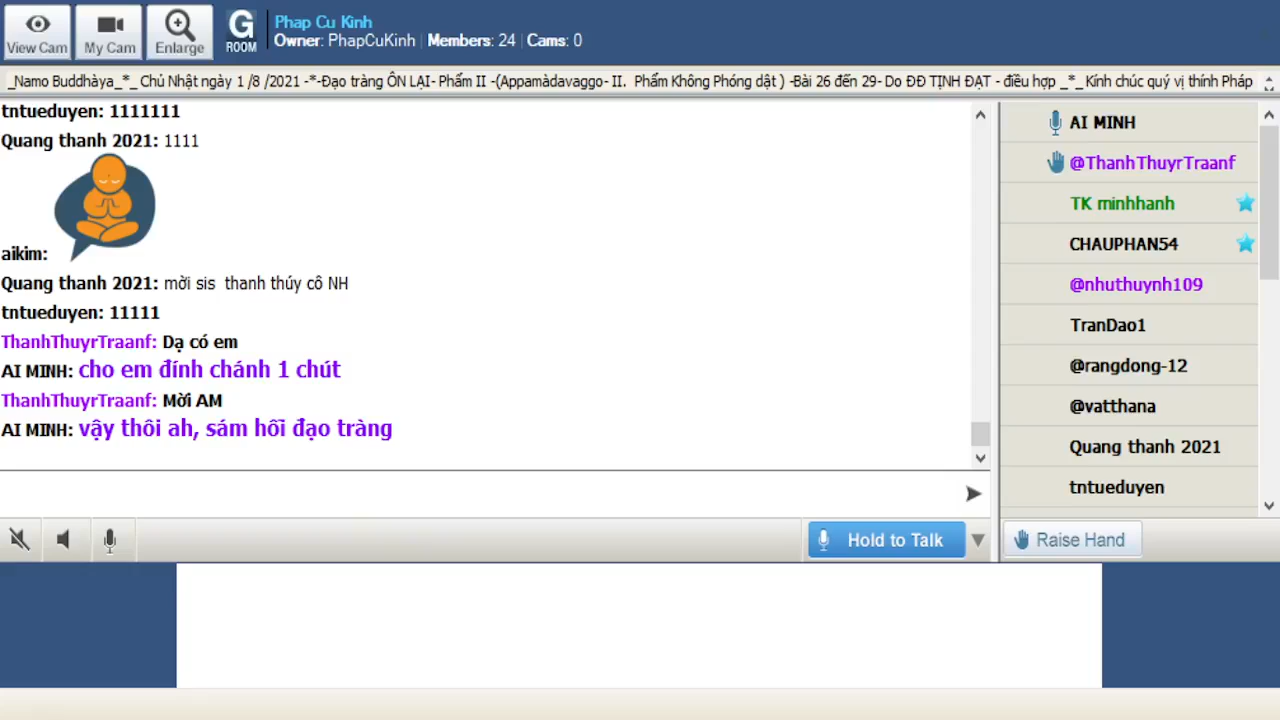 View Cam
My Cam
Enlarge
G
ROOM
Phap Cu Kinh
Owner: PhapCuKinh | Members: 24 | Cams: 0
_Namo Buddhàya_*_ Chủ Nhật ngày 1 /8 /2021 -*-Đạo tràng ÔN LẠI- Phẩm II -(Appamàdavaggo- II. Phẩm Không Phóng dật ) -Bài 26 đến 29- Do ĐĐ TỊNH ĐẠT - điều hợp _*_ Kính chúc quý vị thính Pháp
tntueduyen: 1111111
Quang thanh 2021: 1111
aikim:
Quang thanh 2021: mời sis thanh thúy cô NH
tntueduyen: 11111
ThanhThuyrTraanf: Dạ có em
AI MINH: cho em đính chánh 1 chút
ThanhThuyrTraanf: Mời AM
AI MINH: vậy thôi ah, sám hối đạo tràng
AI MINH
@ThanhThuyrTraanf
TK minhhanh
CHAUPHAN54
@nhuthuynh109
TranDao1
@rangdong-12
@vatthana
Quang thanh 2021
tntueduyen
Hold to Talk
Raise Hand